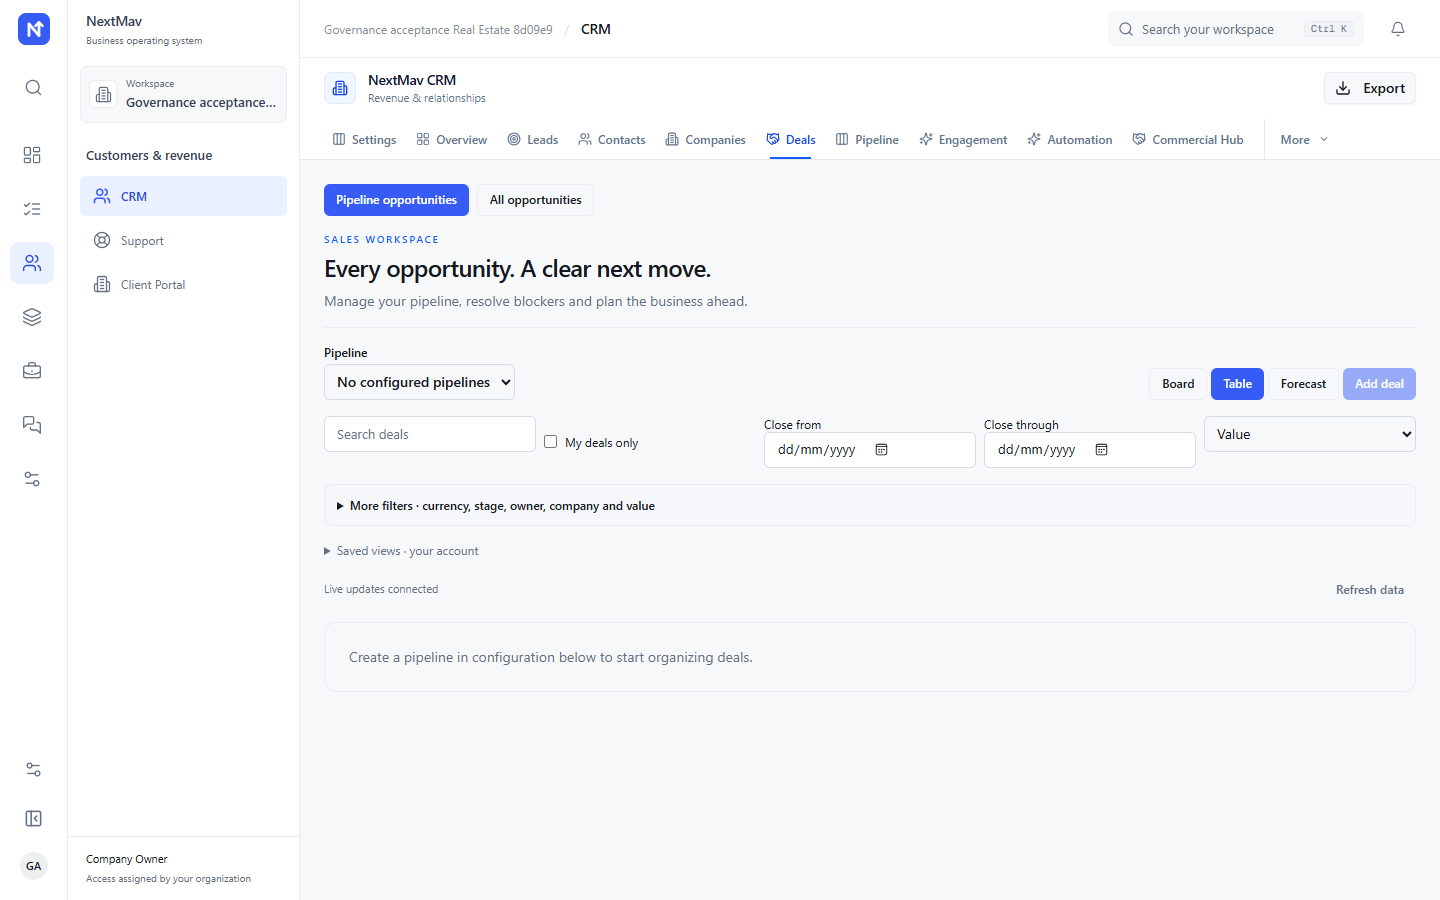 NextMav
Business operating system
Workspace
Governance acceptance...
Customers & revenue
CRM
Support
Client Portal
Company Owner
Access assigned by your organization
GA
Governance acceptance Real Estate 8d09e9 / CRM
Search your workspace Ctrl K
NextMav CRM
Revenue & relationships
Export
Settings Overview Leads Contacts Companies Deals Pipeline Engagement Automation Commercial Hub More
Pipeline opportunities All opportunities
SALES WORKSPACE
Every opportunity. A clear next move.
Manage your pipeline, resolve blockers and plan the business ahead.
Pipeline
No configured pipelines
Board Table Forecast Add deal
Search deals
My deals only
Close from
dd/mm/yyyy
Close through
dd/mm/yyyy
Value
More filters · currency, stage, owner, company and value
Saved views · your account
Live updates connected
Refresh data
Create a pipeline in configuration below to start organizing deals.